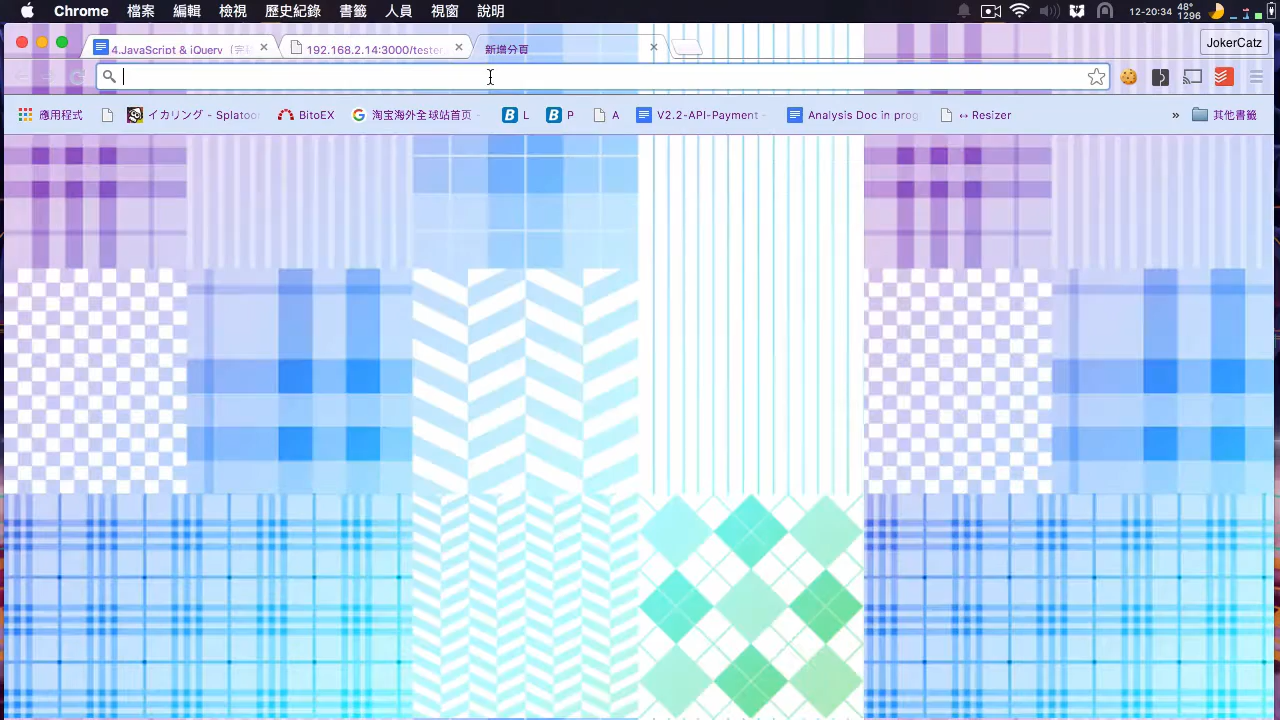 Chrome 檔案 編輯 檢視 歷史紀錄 書籤 人員 視窗 說明
48° 1296 12-20:34
4.JavaScript & jQuery
192.168.2.14:3000/tester
新增分頁
JokerCatz
應用程式 イカリング - Splatoo BitoEX 淘宝海外全球站首页 - L P A V2.2-API-Payment - Analysis Doc in prog ↔ Resizer » 其他書籤